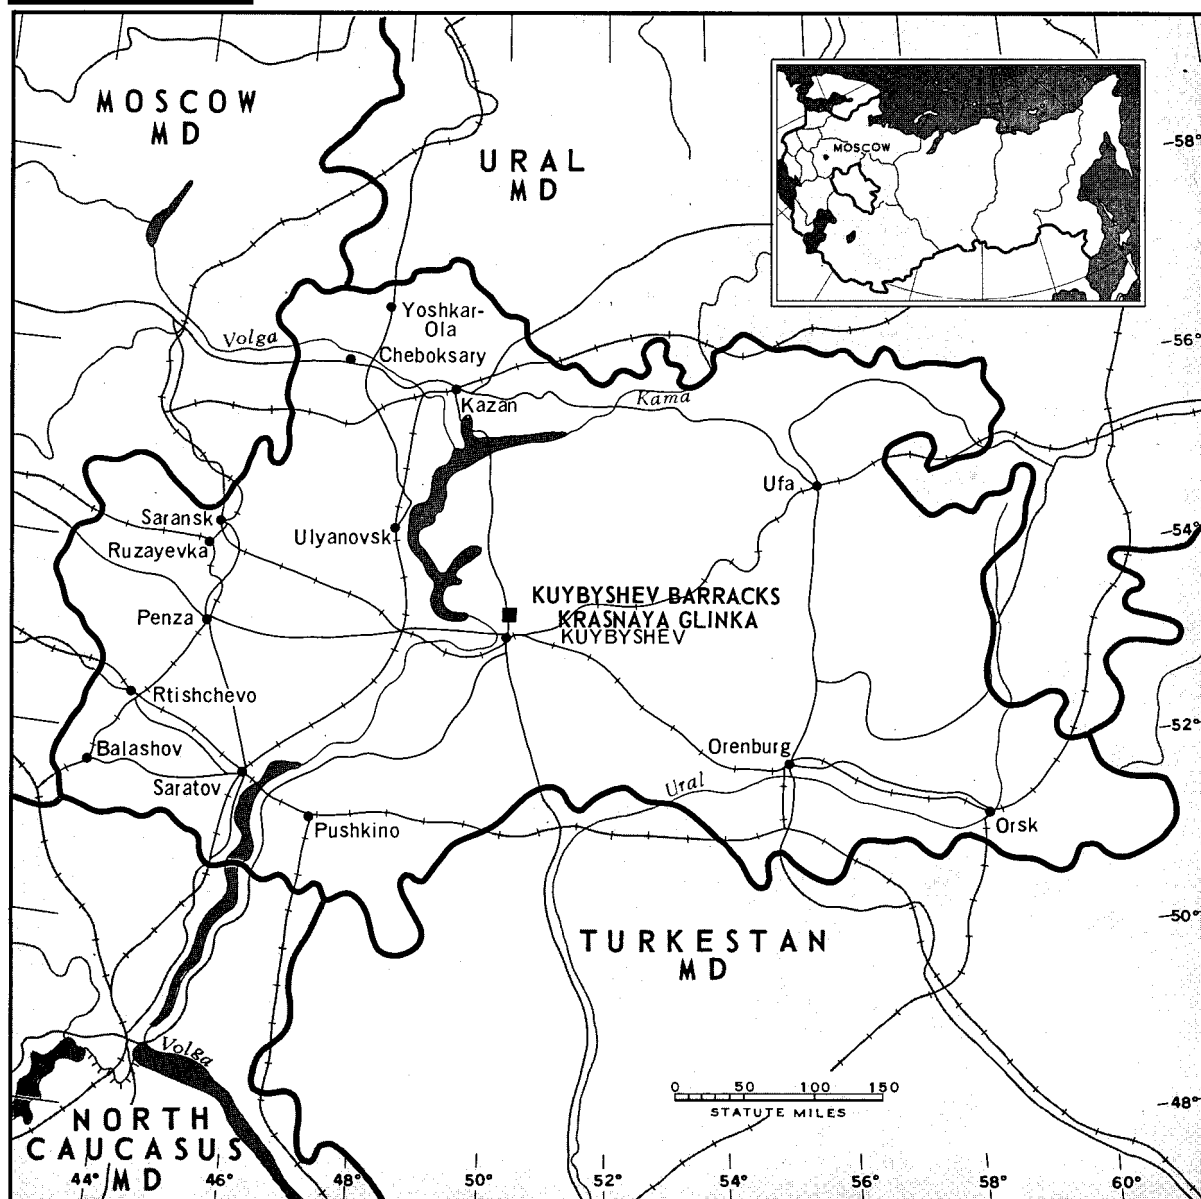 MOSCOW
MD
URAL
MD
MOSCOW
58°
Yoshkar-
Ola
Volga
Cheboksary
56°
Kazan
Kama
Ufa
Saransk
Ruzayevka
Ulyanovsk
54°
KUYBYSHEV BARRACKS
KRASNAYA GLINKA
KUYBYSHEV
Penza
Rtishchevo
52°
Balashov
Orenburg
Saratov
Ural
Pushkino
Orsk
50°
TURKESTAN
MD
Volga
0 50 100 150
STATUTE MILES
48°
NORTH
CAUCASUS
MD
44° 46° 48° 50° 52° 54° 56° 58° 60°